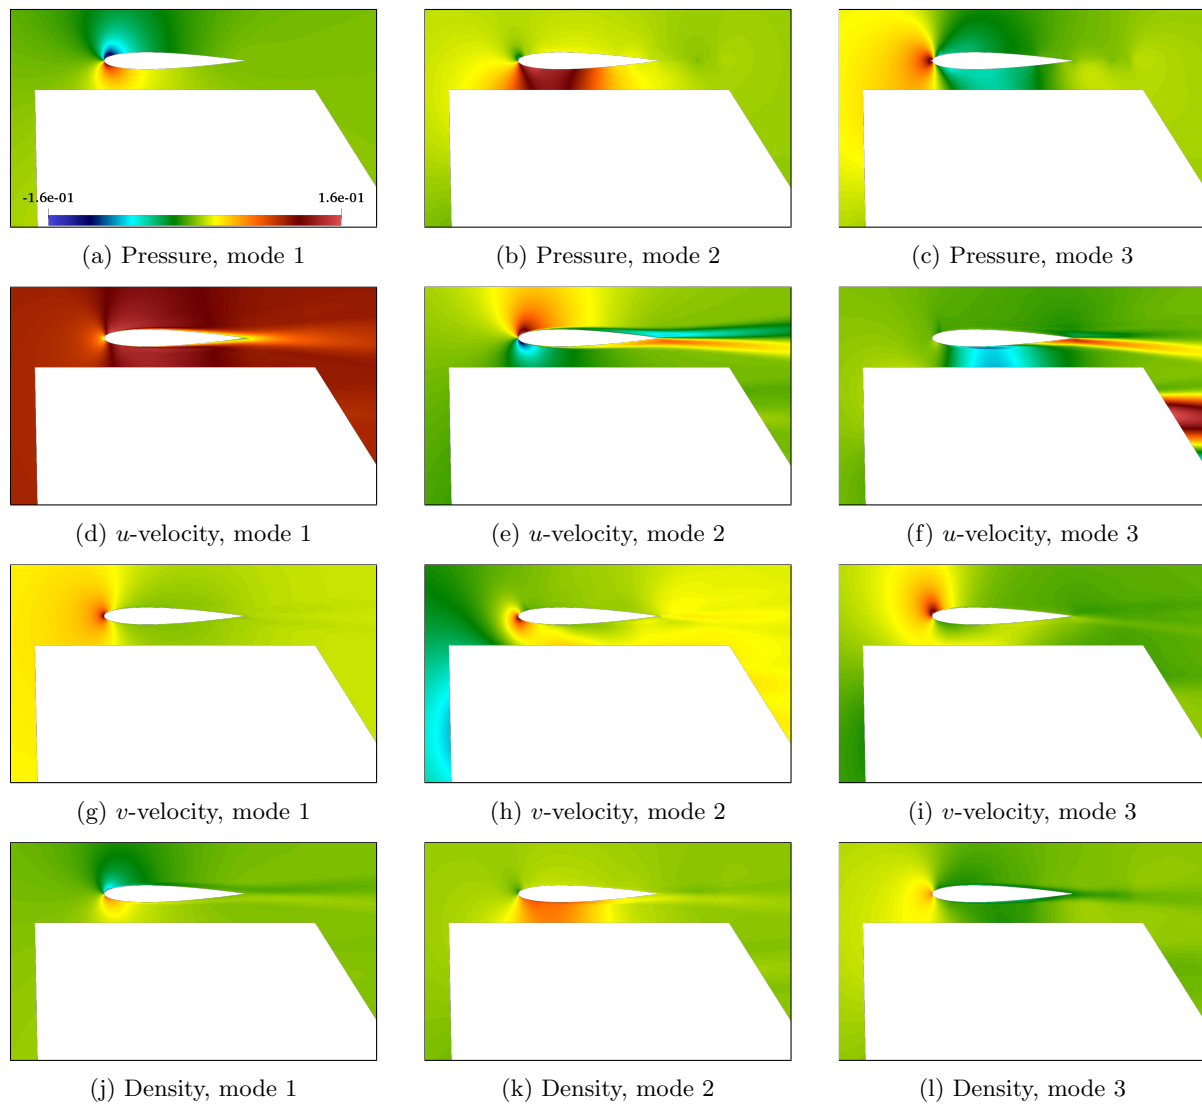 -1.6e-01 1.6e-01
(a) Pressure, mode 1 (b) Pressure, mode 2 (c) Pressure, mode 3
(d) u-velocity, mode 1 (e) u-velocity, mode 2 (f) u-velocity, mode 3
(g) v-velocity, mode 1 (h) v-velocity, mode 2 (i) v-velocity, mode 3
(j) Density, mode 1 (k) Density, mode 2 (l) Density, mode 3